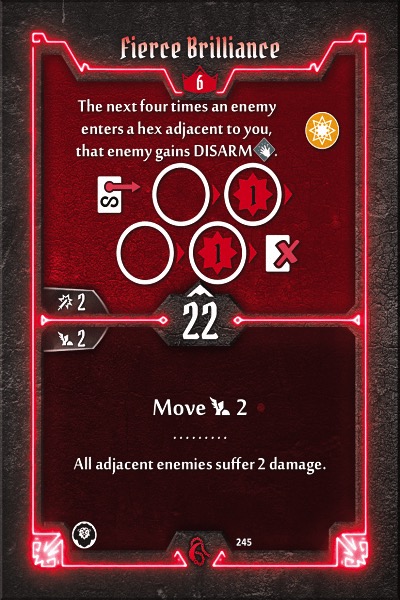 Fierce Brilliance
6
The next four times an enemy
enters a hex adjacent to you,
that enemy gains DISARM.
S 1
1
2
22
2
Move 2
All adjacent enemies suffer 2 damage.
245